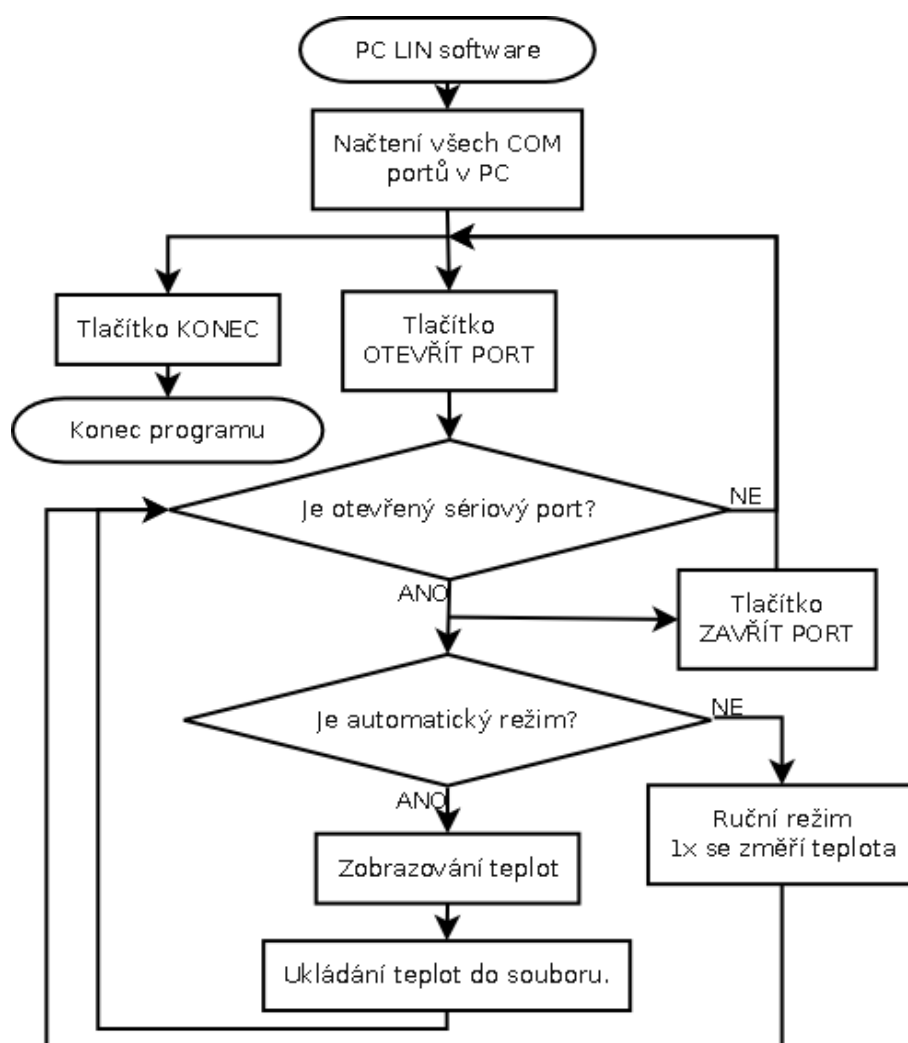 PC LIN software
Načtení všech COM
portů v PC
Tlačítko KONEC
Tlačítko
OTEVŘÍT PORT
Konec programu
Je otevřený sériový port?
NE
ANO
Tlačítko
ZAVŘÍT PORT
Je automatický režim?
NE
ANO
Ruční režim
1x se změří teplota
Zobrazování teplot
Ukládání teplot do souboru.